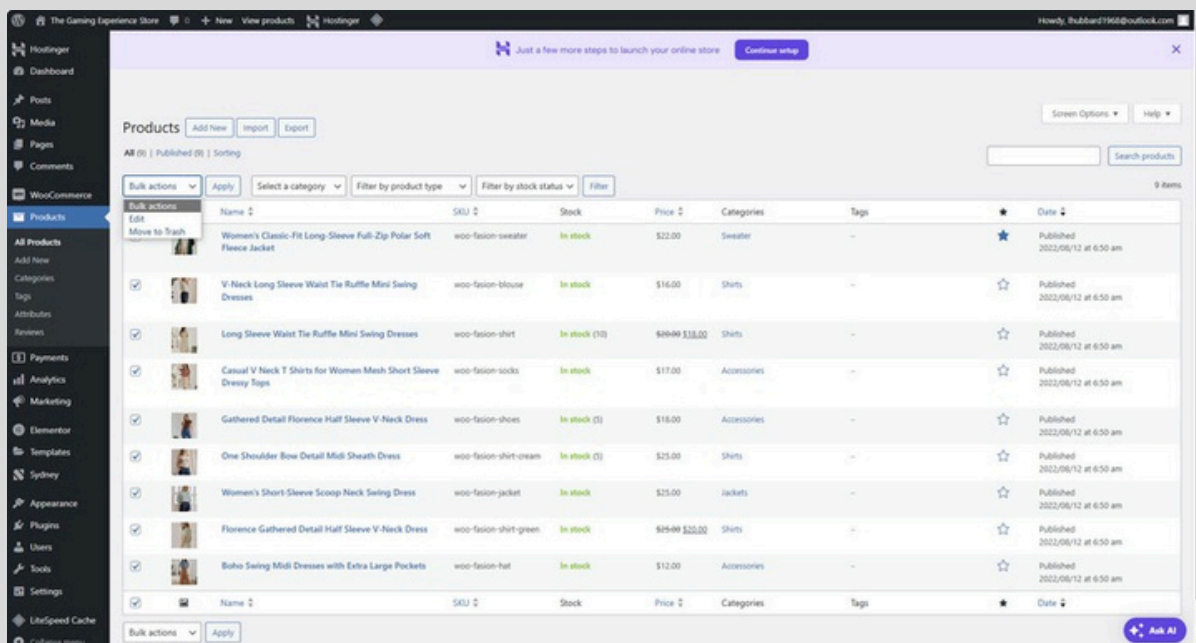 The Gaming Experience Store 0 + New View products Hostinger Howdy, lhubbard1968@outlook.com
Hostinger
Dashboard
Posts
Media
Pages
Comments
WooCommerce
Products
All Products
Add New
Categories
Tags
Attributes
Reviews
Payments
Analytics
Marketing
Elementor
Templates
Sydney
Appearance
Plugins
Users
Tools
Settings
LiteSpeed Cache
Collapse menu
Just a few more steps to launch your online store Continue setup
Screen Options Help
Products Add New Import Export
All (9) | Published (9) | Sorting
Search products
Bulk actions Apply Select a category Filter by product type Filter by stock status Filter 9 items
Bulk actions
Edit
Move to Trash
Name SKU Stock Price Categories Tags Date
Women's Classic-Fit Long-Sleeve Full-Zip Polar Soft woo-fasion-sweater In stock $22.00 Sweater – Published
Fleece Jacket 2022/08/12 at 6:50 am
V-Neck Long Sleeve Waist Tie Ruffle Mini Swing woo-fasion-blouse In stock $16.00 Shirts – Published
Dresses 2022/08/12 at 6:50 am
Long Sleeve Waist Tie Ruffle Mini Swing Dresses woo-fasion-shirt In stock (10) $20.00 $18.00 Shirts – Published
2022/08/12 at 6:50 am
Casual V Neck T Shirts for Women Mesh Short Sleeve woo-fasion-socks In stock $17.00 Accessories – Published
Dressy Tops 2022/08/12 at 6:50 am
Gathered Detail Florence Half Sleeve V-Neck Dress woo-fasion-shoes In stock (5) $18.00 Accessories – Published
2022/08/12 at 6:50 am
One Shoulder Bow Detail Midi Sheath Dress woo-fasion-shirt-cream In stock (5) $25.00 Shirts – Published
2022/08/12 at 6:50 am
Women's Short-Sleeve Scoop Neck Swing Dress woo-fasion-jacket In stock $25.00 Jackets – Published
2022/08/12 at 6:50 am
Florence Gathered Detail Half Sleeve V-Neck Dress woo-fasion-shirt-green In stock $25.00 $20.00 Shirts – Published
2022/08/12 at 6:50 am
Boho Swing Midi Dresses with Extra Large Pockets woo-fasion-hat In stock $12.00 Accessories – Published
2022/08/12 at 6:50 am
Name SKU Stock Price Categories Tags Date
Bulk actions Apply
Ask AI